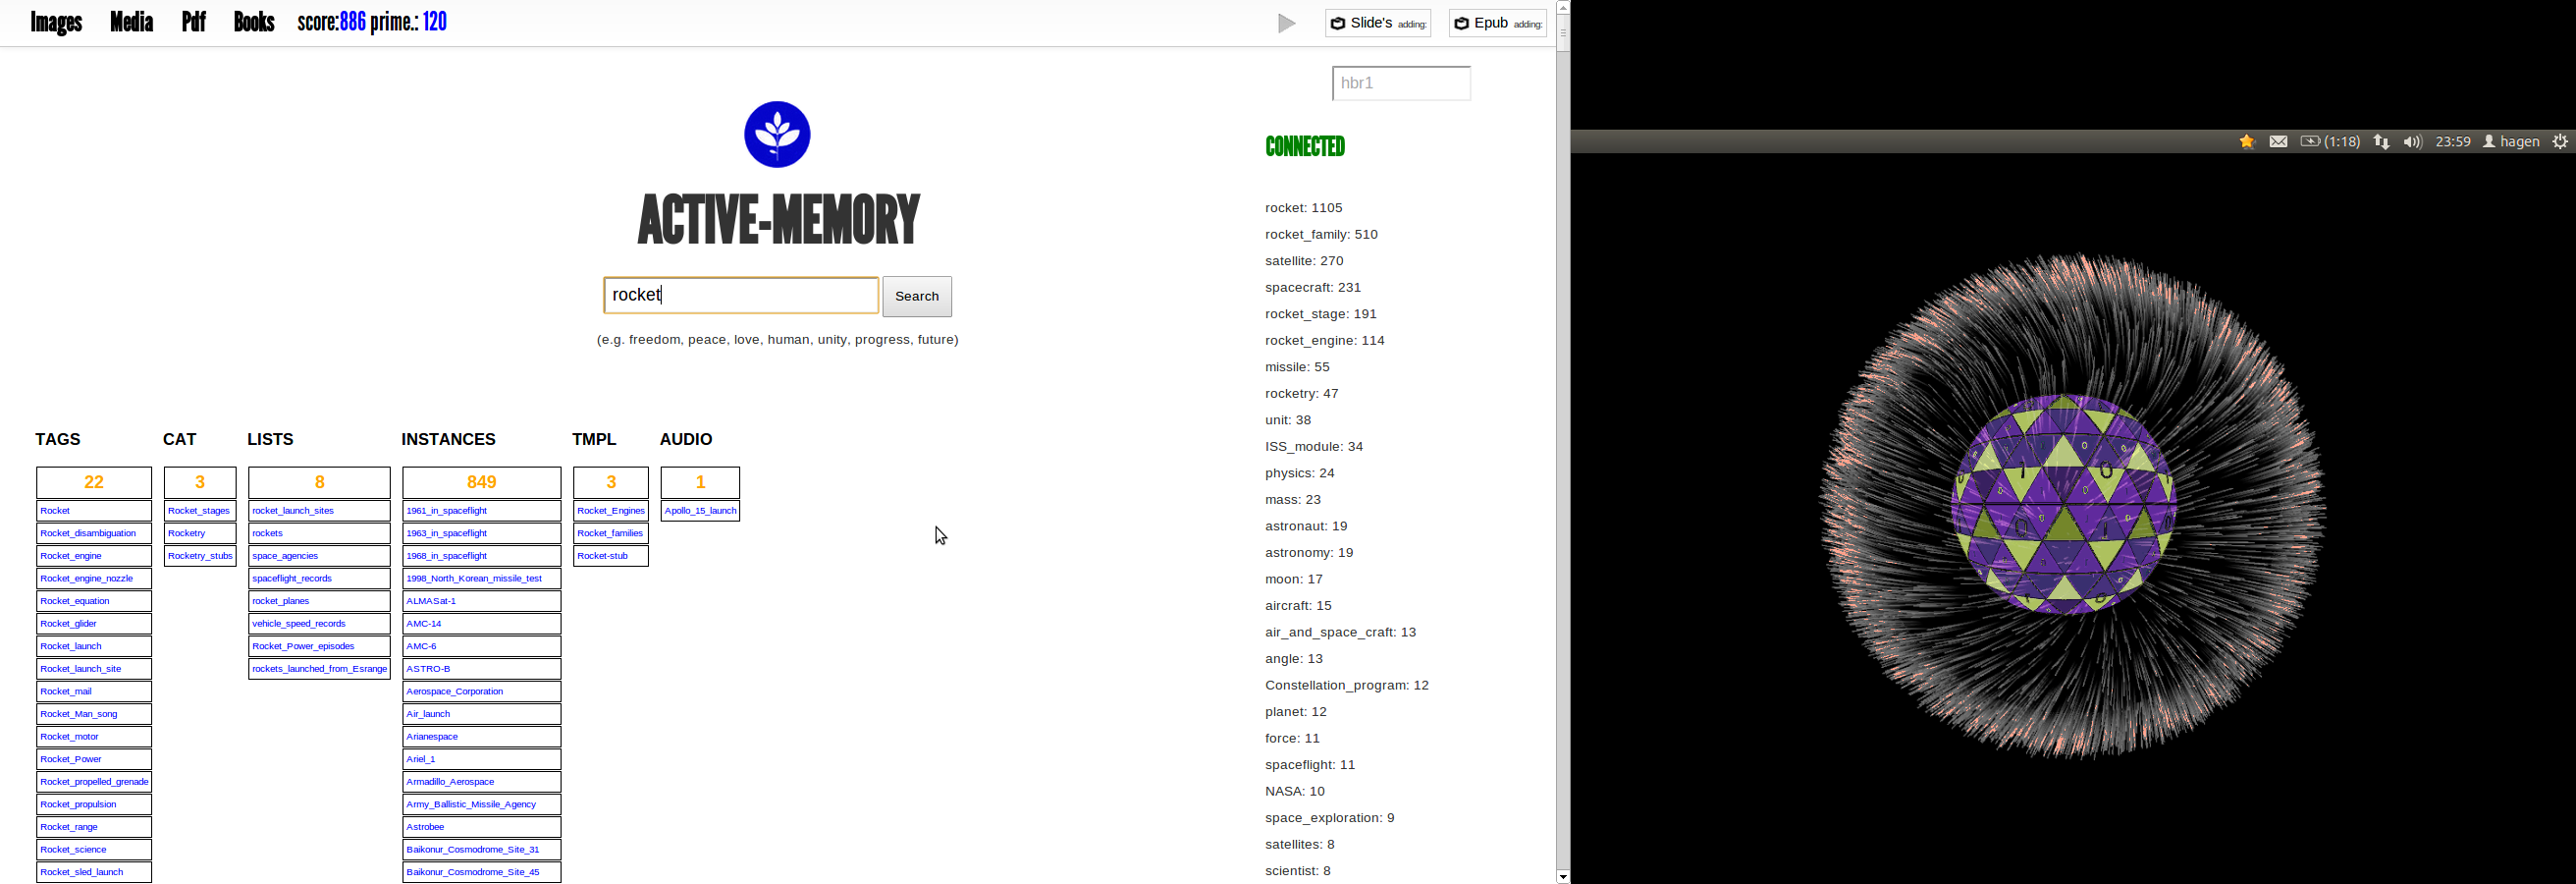 Images Media Pdf Books score:886 prime.: 120
Slide's adding: Epub adding:
hbr1
CONNECTED
ACTIVE-MEMORY
rocket
Search
(e.g. freedom, peace, love, human, unity, progress, future)
TAGS
22
Rocket
Rocket_disambiguation
Rocket_engine
Rocket_engine_nozzle
Rocket_equation
Rocket_glider
Rocket_launch
Rocket_launch_site
Rocket_mail
Rocket_Man_song
Rocket_motor
Rocket_Power
Rocket_propelled_grenade
Rocket_propulsion
Rocket_range
Rocket_science
Rocket_sled_launch
CAT
3
Rocket_stages
Rocketry
Rocketry_stubs
LISTS
8
rocket_launch_sites
rockets
space_agencies
spaceflight_records
rocket_planes
vehicle_speed_records
Rocket_Power_episodes
rockets_launched_from_Esrange
INSTANCES
849
1961_in_spaceflight
1963_in_spaceflight
1968_in_spaceflight
1998_North_Korean_missile_test
ALMASat-1
AMC-14
AMC-6
ASTRO-B
Aerospace_Corporation
Air_launch
Arianespace
Ariel_1
Armadillo_Aerospace
Army_Ballistic_Missile_Agency
Astrobee
Baikonur_Cosmodrome_Site_31
Baikonur_Cosmodrome_Site_45
TMPL
3
Rocket_Engines
Rocket_families
Rocket-stub
AUDIO
1
Apollo_15_launch
rocket: 1105
rocket_family: 510
satellite: 270
spacecraft: 231
rocket_stage: 191
rocket_engine: 114
missile: 55
rocketry: 47
unit: 38
ISS_module: 34
physics: 24
mass: 23
astronaut: 19
astronomy: 19
moon: 17
aircraft: 15
air_and_space_craft: 13
angle: 13
Constellation_program: 12
planet: 12
force: 11
spaceflight: 11
NASA: 10
space_exploration: 9
satellites: 8
scientist: 8
(1:18) 23:59 hagen